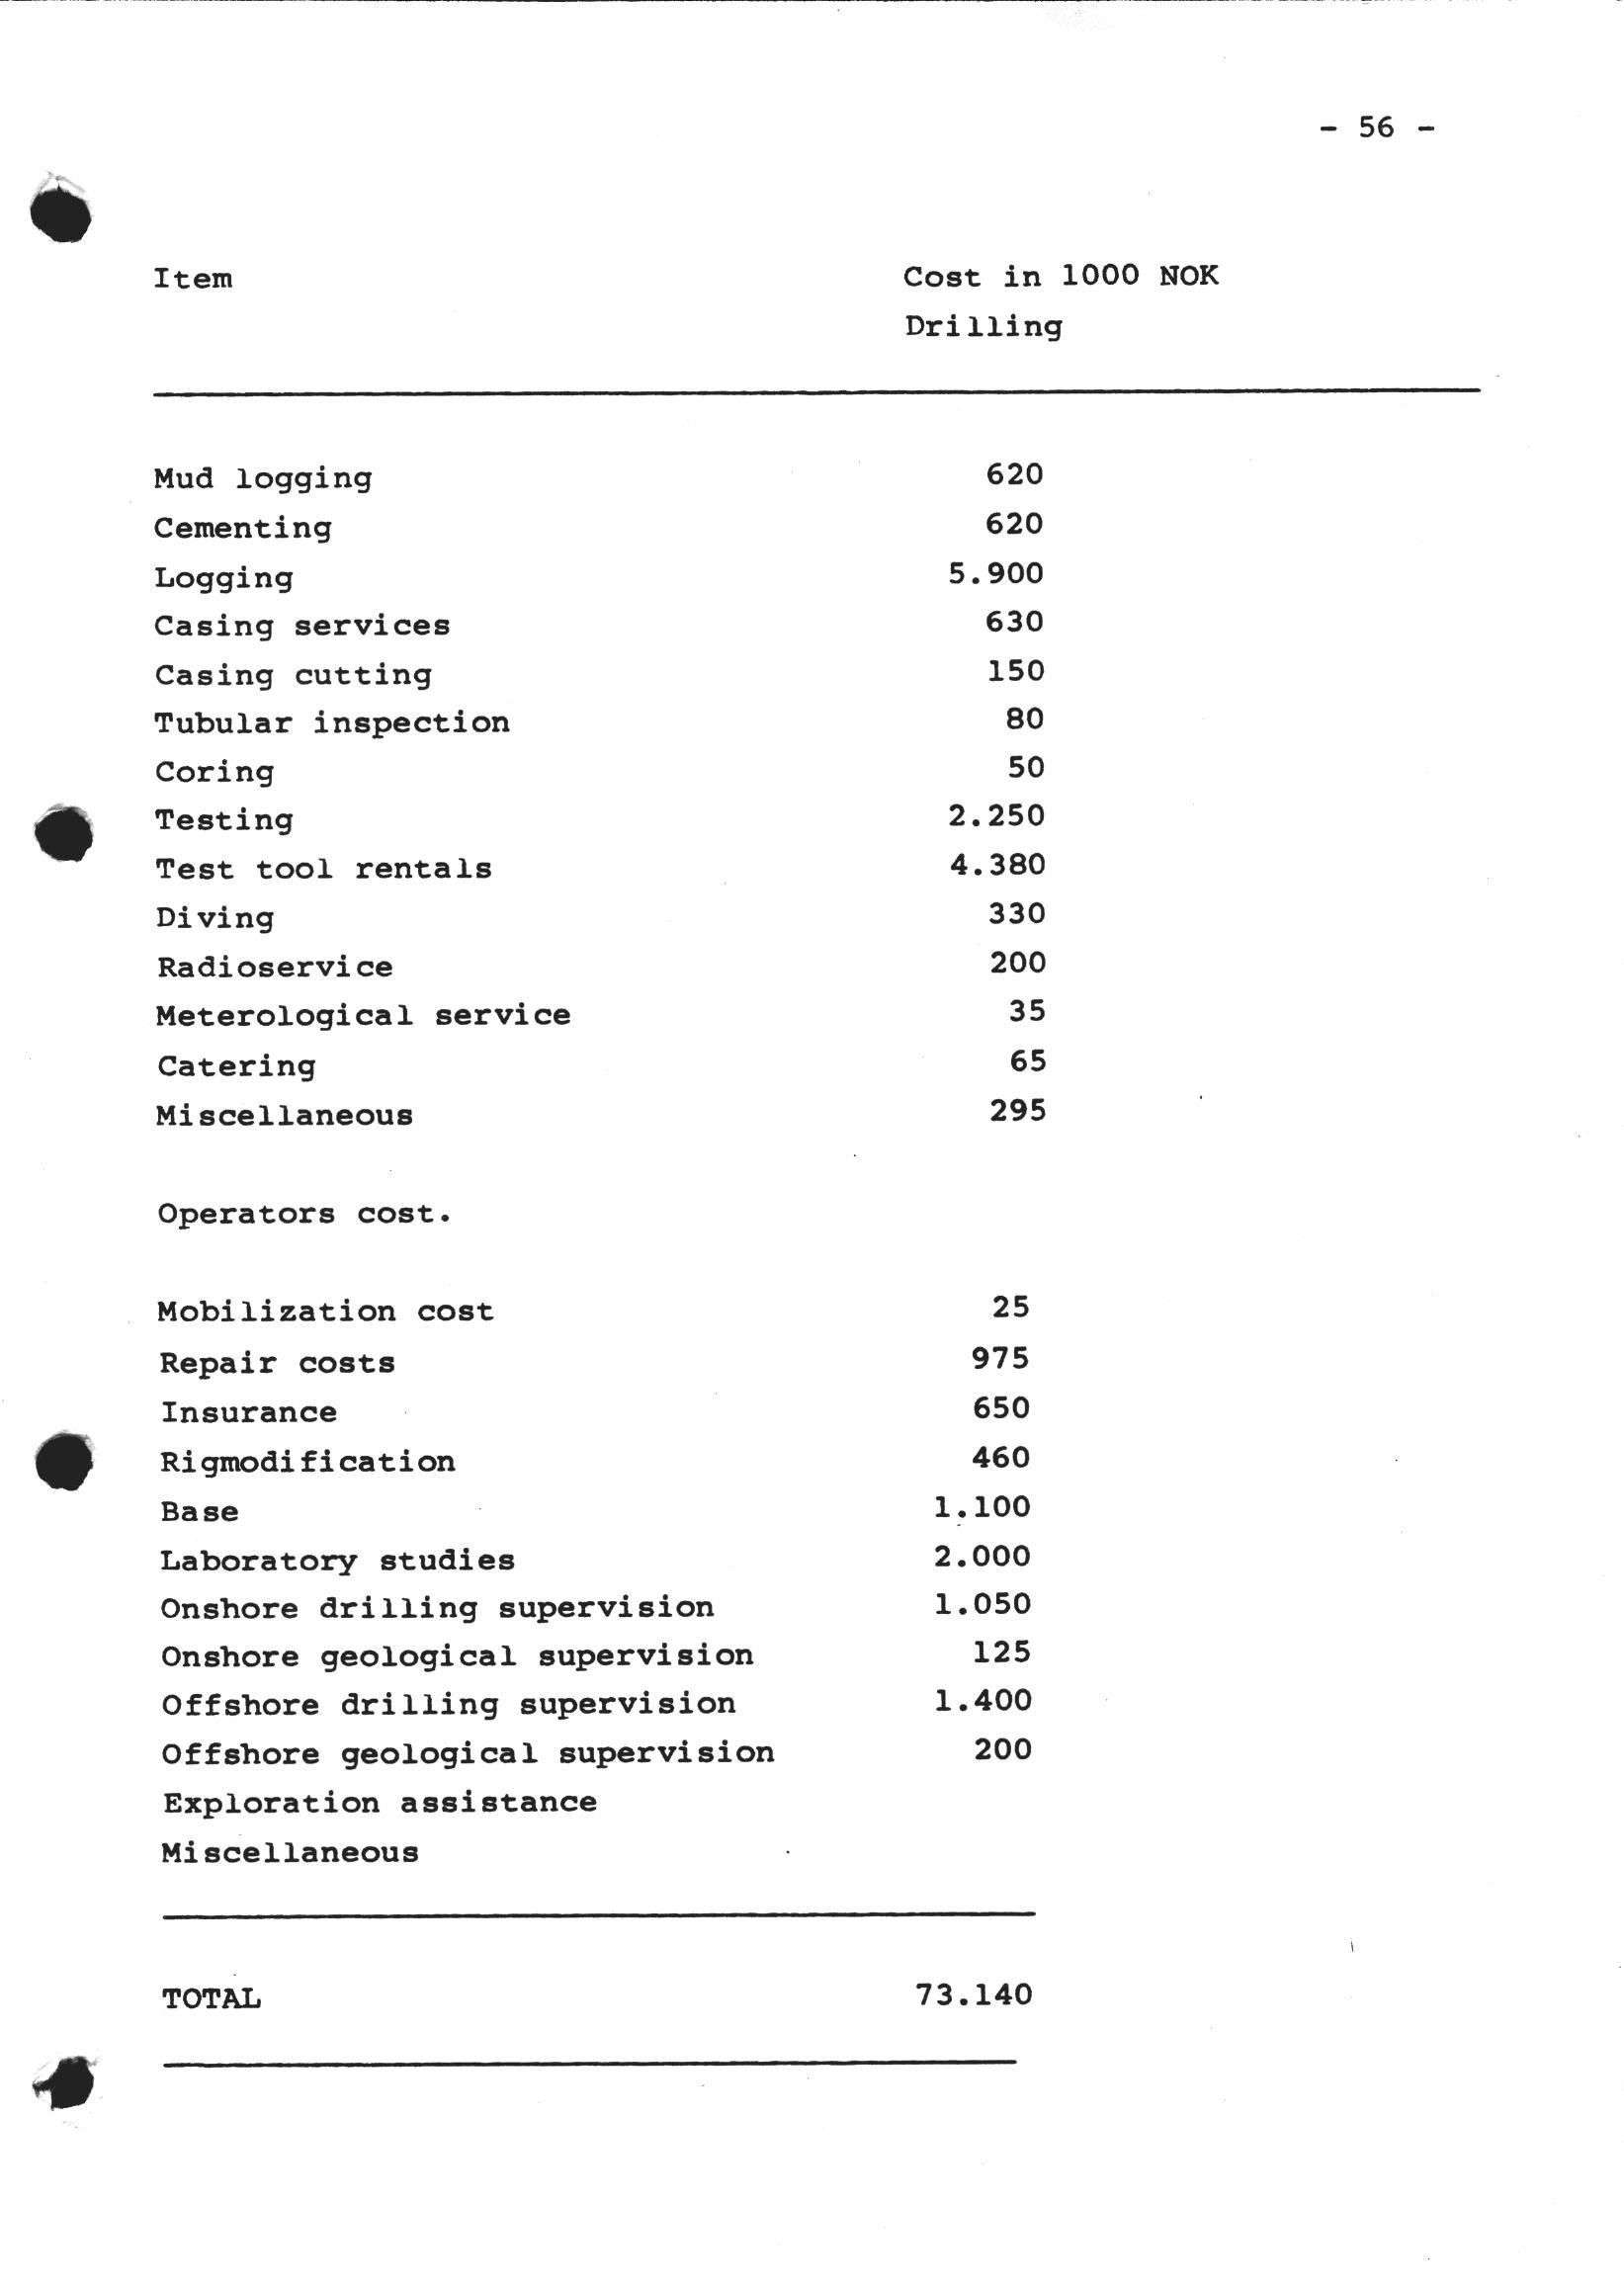 - 56 -
Item Cost in 1000 NOK
Drilling
Mud logging 620
Cementing 620
Logging 5.900
Casing services 630
Casing cutting 150
Tubular inspection 80
Coring 50
Testing 2.250
Test tool rentals 4.380
Diving 330
Radioservice 200
Meterological service 35
Catering 65
Miscellaneous 295
Operators cost.
Mobilization cost 25
Repair costs 975
Insurance 650
Rigmodification 460
Base 1.100
Laboratory studies 2.000
Onshore drilling supervision 1.050
Onshore geological supervision 125
Offshore drilling supervision 1.400
Offshore geological supervision 200
Exploration assistance
Miscellaneous
TOTAL 73.140